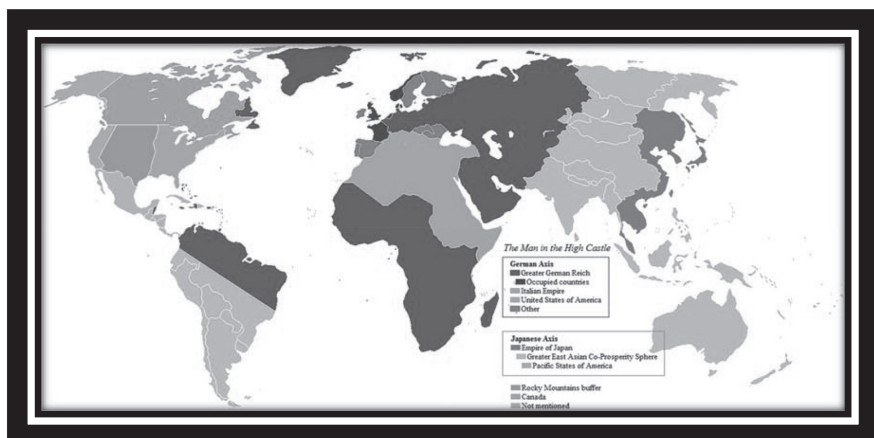 The Man in the High Castle
German Axis
Greater German Reich
Occupied countries
Italian Empire
United States of America
Other
Japanese Axis
Empire of Japan
Greater East Asian Co-Prosperity Sphere
Pacific States of America
Rocky Mountains buffer
Canada
Not mentioned